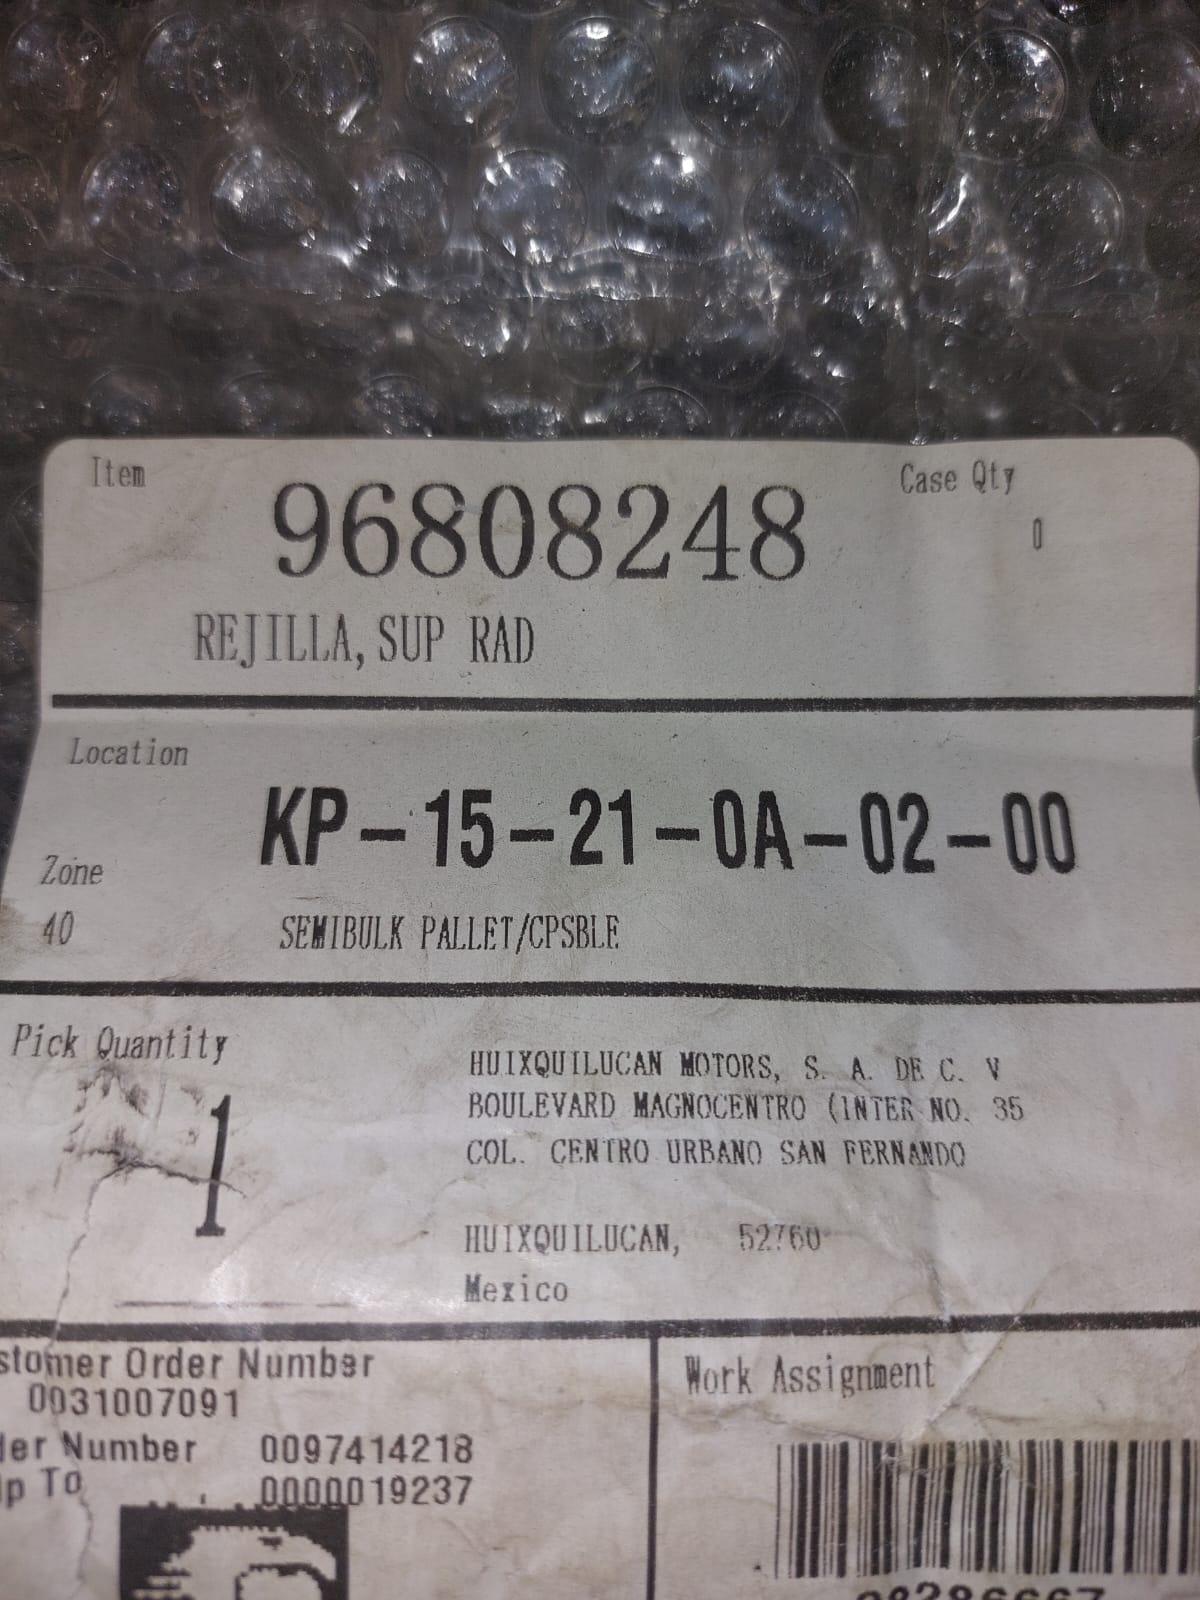 Item
Case Qty
96808248
0
REJILLA, SUP RAD
Location
KP-15-21-0A-02-00
Zone
40
SEMIBULK PALLET/CPSBLE
Pick Quantity
1
HUIXQUILUCAN MOTORS, S. A. DE C. V
BOULEVARD MAGNOCENTRO (INTER NO. 35
COL. CENTRO URBANO SAN FERNANDO
HUIXQUILUCAN, 52760
Mexico
stomer Order Number
0031007091
der Number 0097414218
ip To 0000019237
Work Assignment